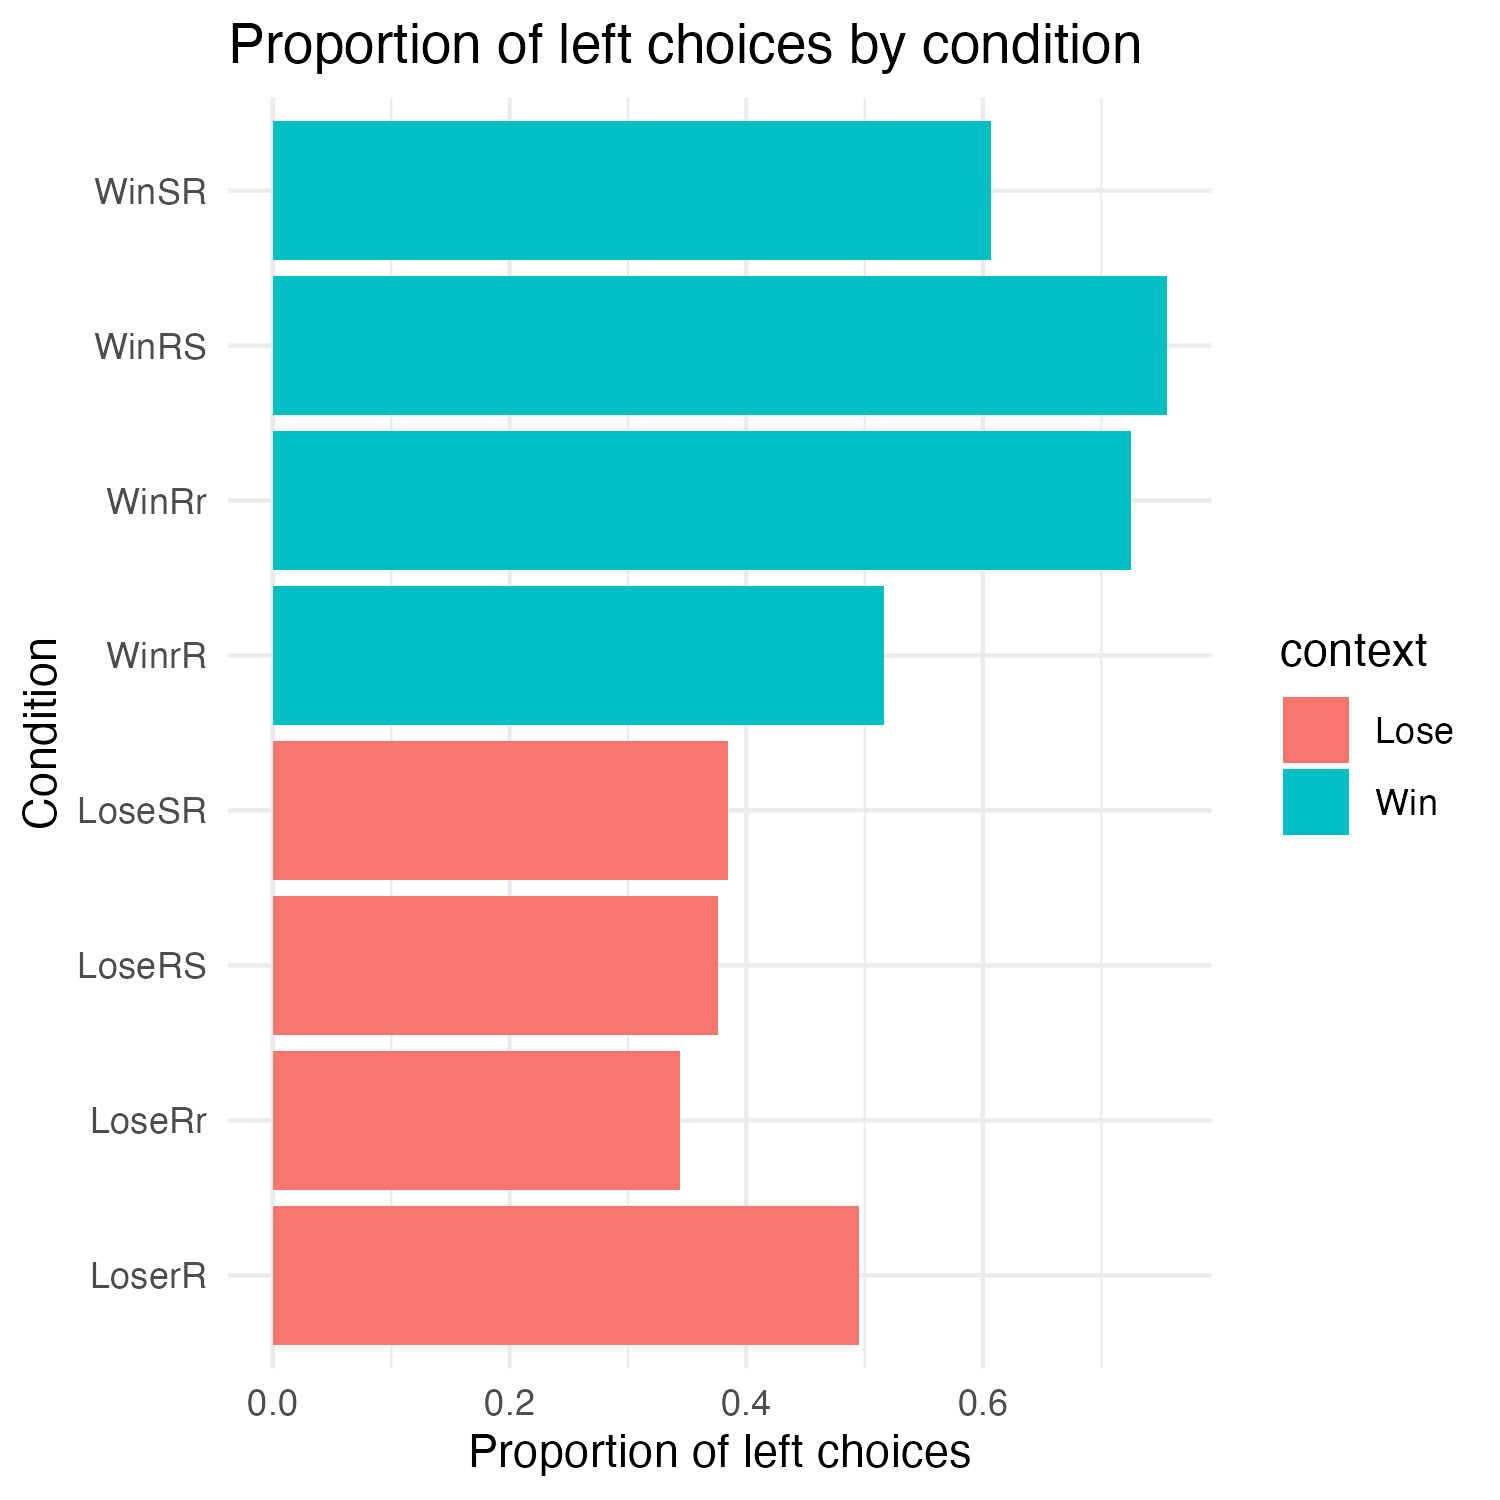 Proportion of left choices by condition
WinSR
WinRS
WinRr
WinrR
LoseSR
LoseRS
LoseRr
LoserR
Condition
0.0 0.2 0.4 0.6
Proportion of left choices
context
Lose
Win